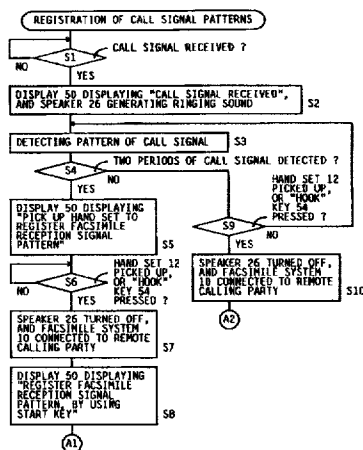 REGISTRATION OF CALL SIGNAL PATTERNS
S1
CALL SIGNAL RECEIVED ?
NO
YES
DISPLAY 50 DISPLAYING "CALL SIGNAL RECEIVED",
AND SPEAKER 26 GENERATING RINGING SOUND
S2
DETECTING PATTERN OF CALL SIGNAL
S3
S4
TWO PERIODS OF CALL SIGNAL DETECTED ?
YES
NO
DISPLAY 50 DISPLAYING
"PICK UP HAND SET TO
REGISTER FACSIMILE
RECEPTION SIGNAL
PATTERN"
S5
HAND SET 12
PICKED UP,
OR "HOOK"
KEY 54
PRESSED ?
S9
NO
YES
S6
HAND SET 12
PICKED UP
OR "HOOK"
KEY 54
PRESSED ?
NO
YES
SPEAKER 26 TURNED OFF,
AND FACSIMILE SYSTEM
10 CONNECTED TO REMOTE
CALLING PARTY
S10
A2
SPEAKER 26 TURNED OFF,
AND FACSIMILE SYSTEM
10 CONNECTED TO REMOTE
CALLING PARTY
S7
DISPLAY 50 DISPLAYING
"REGISTER FACSIMILE
RECEPTION SIGNAL
PATTERN, BY USING
START KEY"
S8
A1